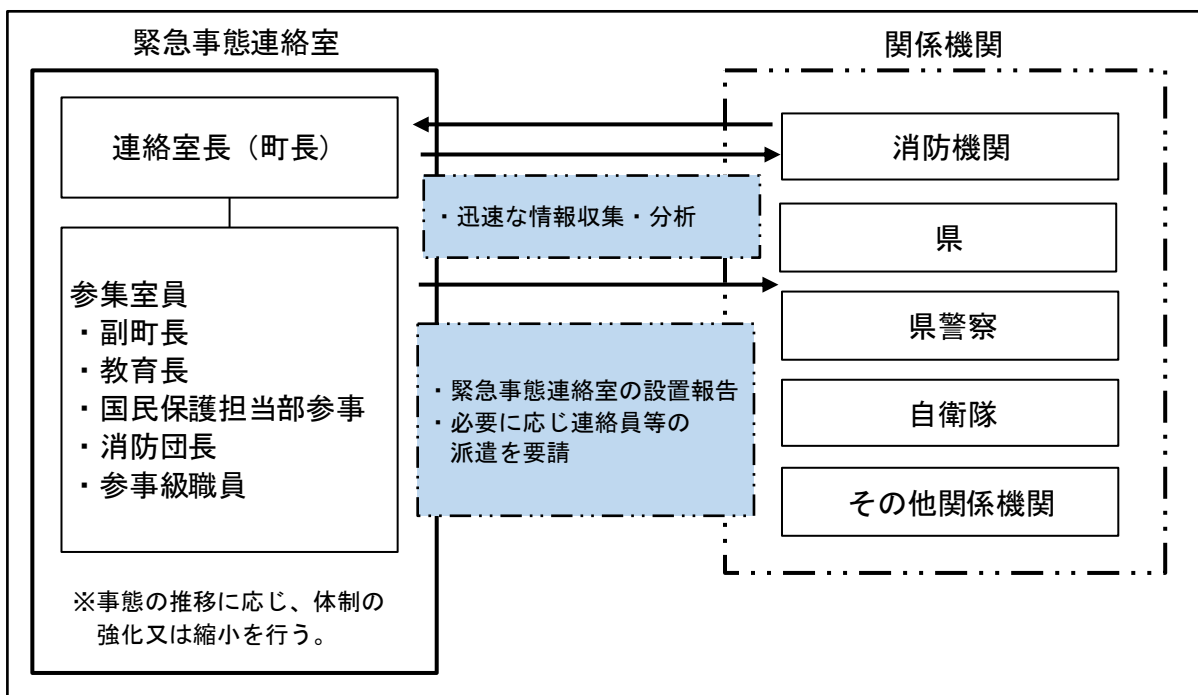 緊急事態連絡室
連絡室長（町長）
参集室員
・副町長
・教育長
・国民保護担当部参事
・消防団長
・参事級職員
※事態の推移に応じ、体制の
強化又は縮小を行う。
・迅速な情報収集・分析
・緊急事態連絡室の設置報告
・必要に応じ連絡員等の
派遣を要請
関係機関
消防機関
県
県警察
自衛隊
その他関係機関